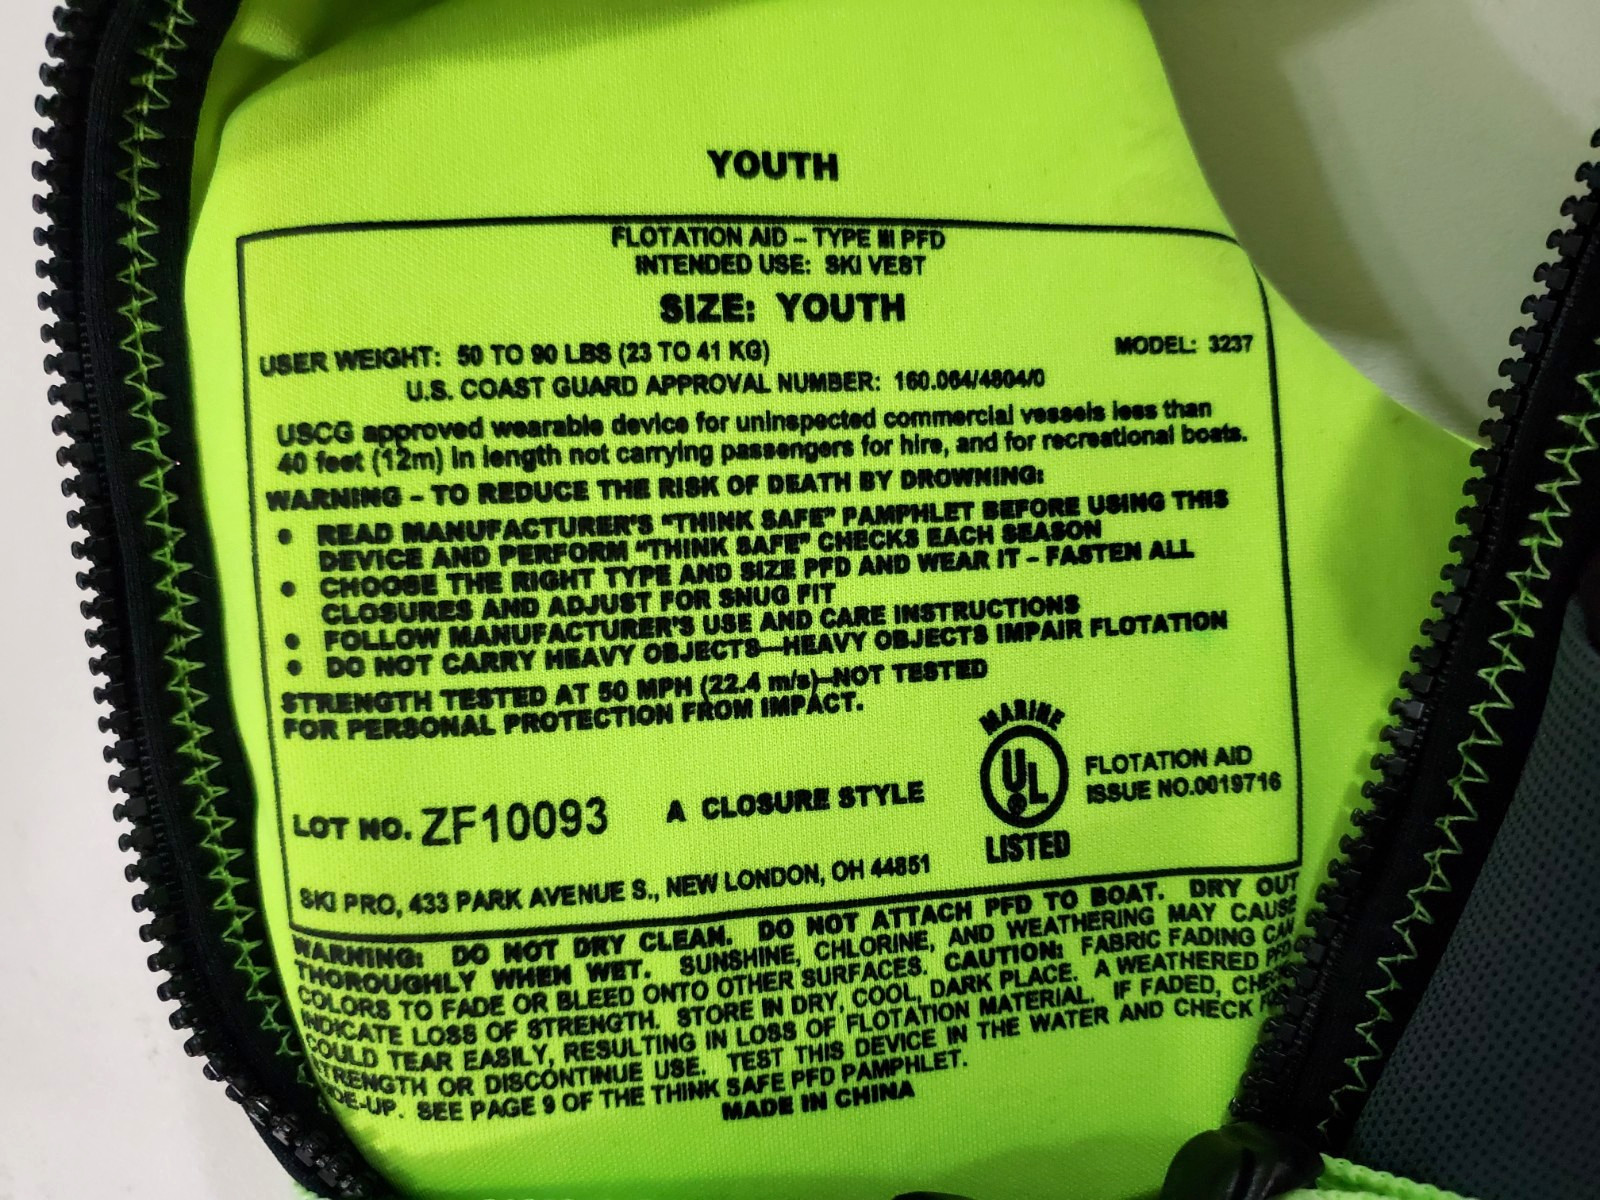 YOUTH
FLOTATION AID – TYPE III PFD
INTENDED USE: SKI VEST
SIZE: YOUTH
USER WEIGHT: 50 TO 90 LBS (23 TO 41 KG)
MODEL: 3237
U.S. COAST GUARD APPROVAL NUMBER: 160.064/4804/0
USCG approved wearable device for uninspected commercial vessels less than
40 feet (12m) in length not carrying passengers for hire, and for recreational boats.
WARNING – TO REDUCE THE RISK OF DEATH BY DROWNING:
• READ MANUFACTURER'S "THINK SAFE" PAMPHLET BEFORE USING THIS
DEVICE AND PERFORM "THINK SAFE" CHECKS EACH SEASON
• CHOOSE THE RIGHT TYPE AND SIZE PFD AND WEAR IT – FASTEN ALL
CLOSURES AND ADJUST FOR SNUG FIT
• FOLLOW MANUFACTURER'S USE AND CARE INSTRUCTIONS
• DO NOT CARRY HEAVY OBJECTS—HEAVY OBJECTS IMPAIR FLOTATION
STRENGTH TESTED AT 50 MPH (22.4 m/s)–NOT TESTED
FOR PERSONAL PROTECTION FROM IMPACT.
MARINE
UL
LISTED
FLOTATION AID
ISSUE NO.0019716
LOT NO. ZF10093
A CLOSURE STYLE
SKI PRO, 433 PARK AVENUE S., NEW LONDON, OH 44851
WARNING: DO NOT DRY CLEAN. DO NOT ATTACH PFD TO BOAT. DRY OUT
THOROUGHLY WHEN WET. SUNSHINE, CHLORINE, AND WEATHERING MAY CAUSE
COLORS TO FADE OR BLEED ONTO OTHER SURFACES. CAUTION: FABRIC FADING CAN
INDICATE LOSS OF STRENGTH. STORE IN DRY, COOL, DARK PLACE. A WEATHERED PFD
COULD TEAR EASILY, RESULTING IN LOSS OF FLOTATION MATERIAL. IF FADED, CHECK
STRENGTH OR DISCONTINUE USE. TEST THIS DEVICE IN THE WATER AND CHECK FOR
RIDE-UP. SEE PAGE 9 OF THE THINK SAFE PFD PAMPHLET.
MADE IN CHINA